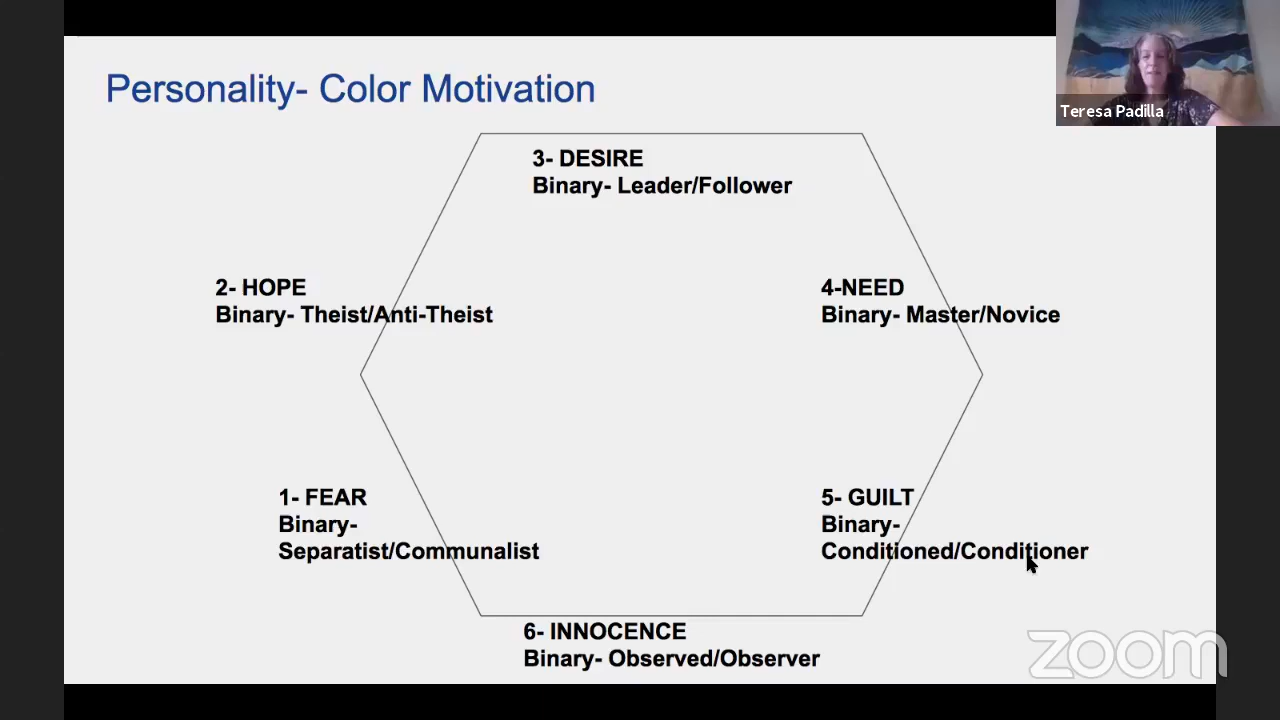 Personality- Color Motivation
Teresa Padilla
3- DESIRE
Binary- Leader/Follower
2- HOPE
Binary- Theist/Anti-Theist
4-NEED
Binary- Master/Novice
1- FEAR
Binary-
Separatist/Communalist
5- GUILT
Binary-
Conditioned/Conditioner
6- INNOCENCE
Binary- Observed/Observer
zoom